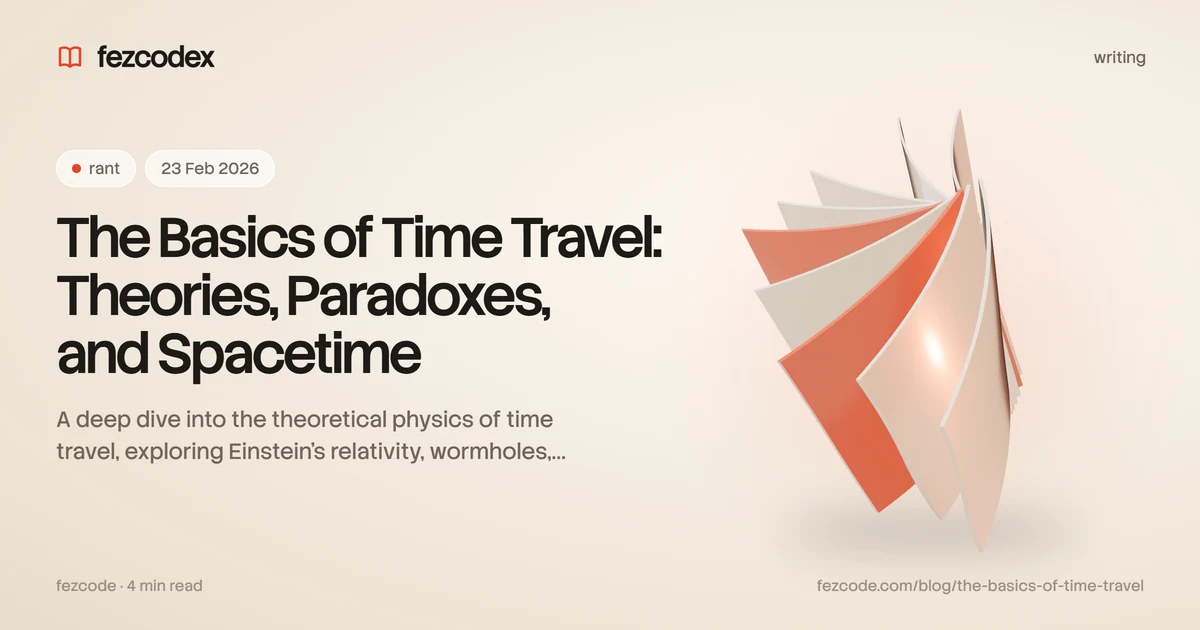 fezcodex
writing
rant
23 Feb 2026
The Basics of Time Travel:
Theories, Paradoxes,
and Spacetime
A deep dive into the theoretical physics of time
travel, exploring Einstein’s relativity, wormholes,...
fezcode · 4 min read
fezcode.com/blog/the-basics-of-time-travel